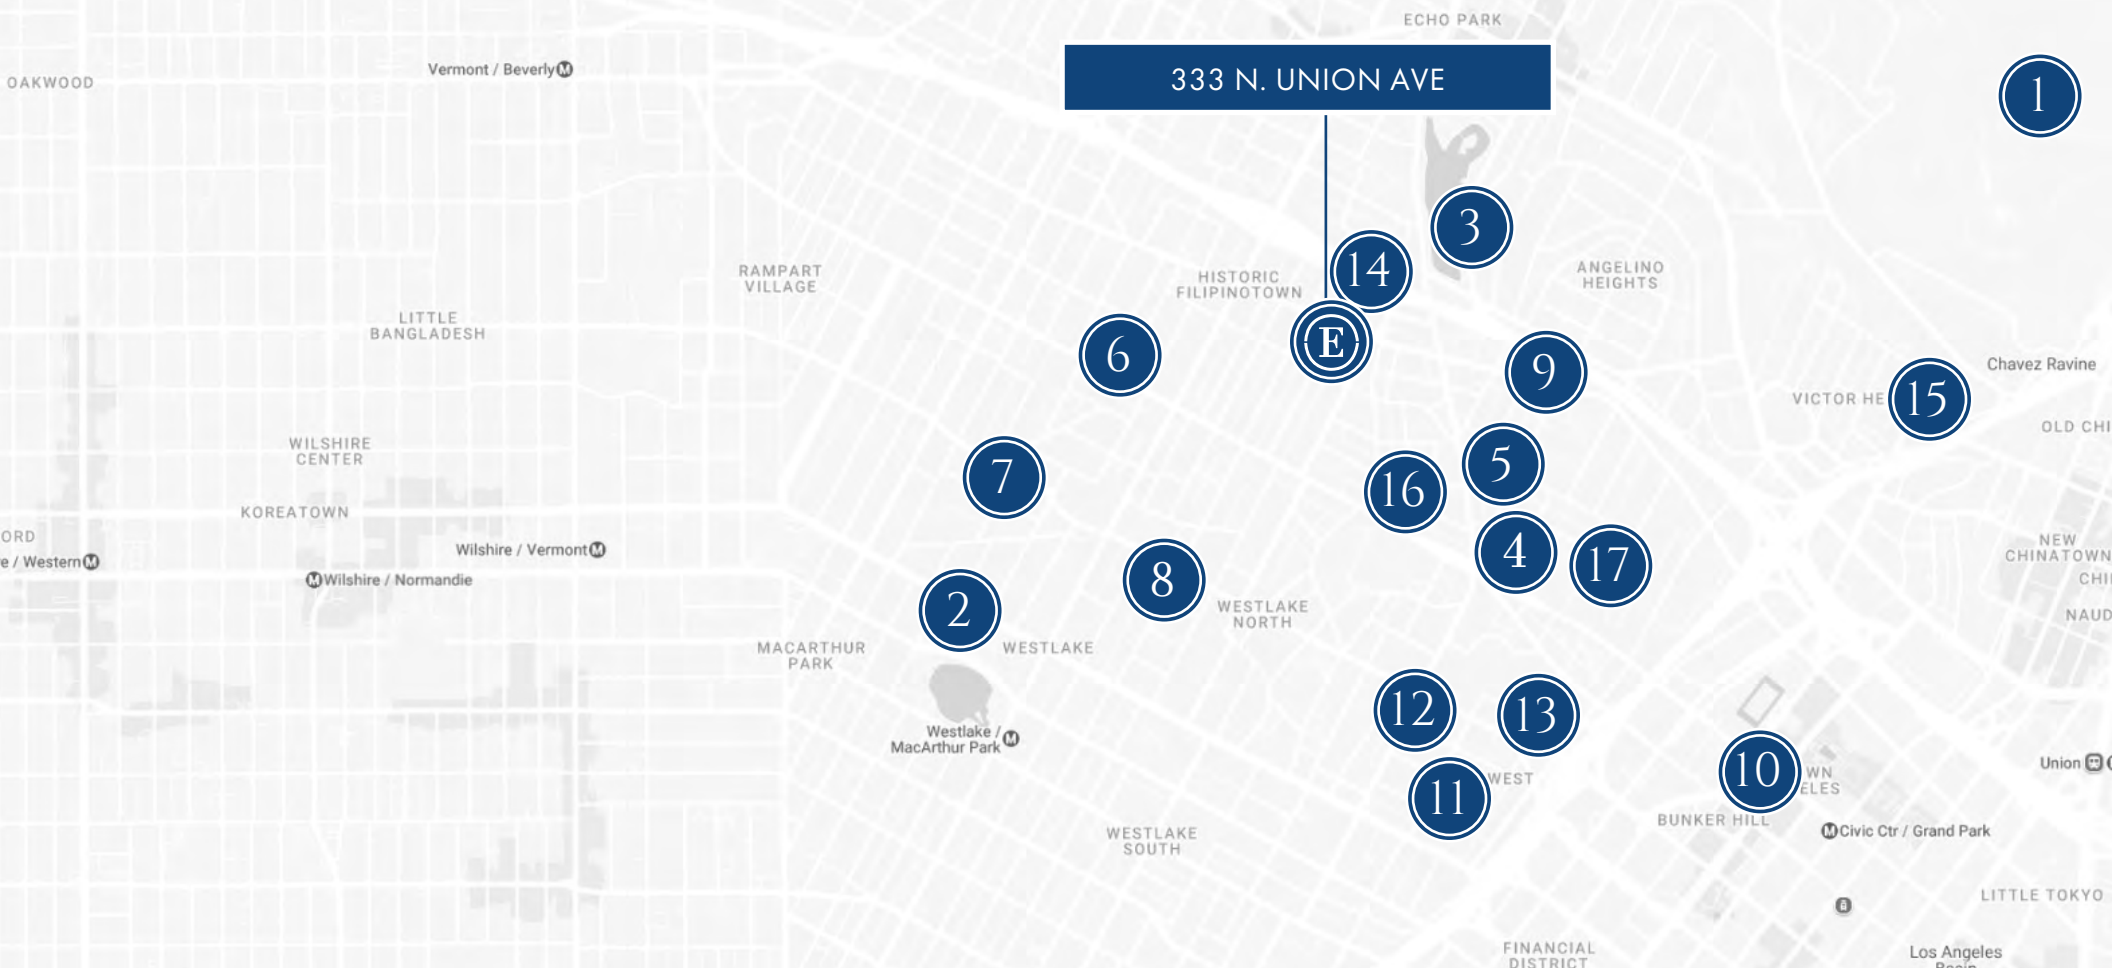 ECHO PARK
Vermont / Beverly M
OAKWOOD
333 N. UNION AVE
1
3
14
RAMPART
VILLAGE
HISTORIC
FILIPINOTOWN
ANGELINO
HEIGHTS
LITTLE
BANGLADESH
E
6
9
Chavez Ravine
VICTOR HE
15
OLD CHI
WILSHIRE
CENTER
7
5
16
KOREATOWN
ORD
e / Western M
Wilshire / Vermont M
M Wilshire / Normandie
4
17
NEW
CHINATOWN
CHI
NAUD
2
8
WESTLAKE
NORTH
MACARTHUR
PARK
WESTLAKE
12
13
Westlake /
MacArthur Park M
11
WEST
10
WN
ELES
Union
BUNKER HILL
M Civic Ctr / Grand Park
WESTLAKE
SOUTH
LITTLE TOKYO
FINANCIAL
DISTRICT
Los Angeles